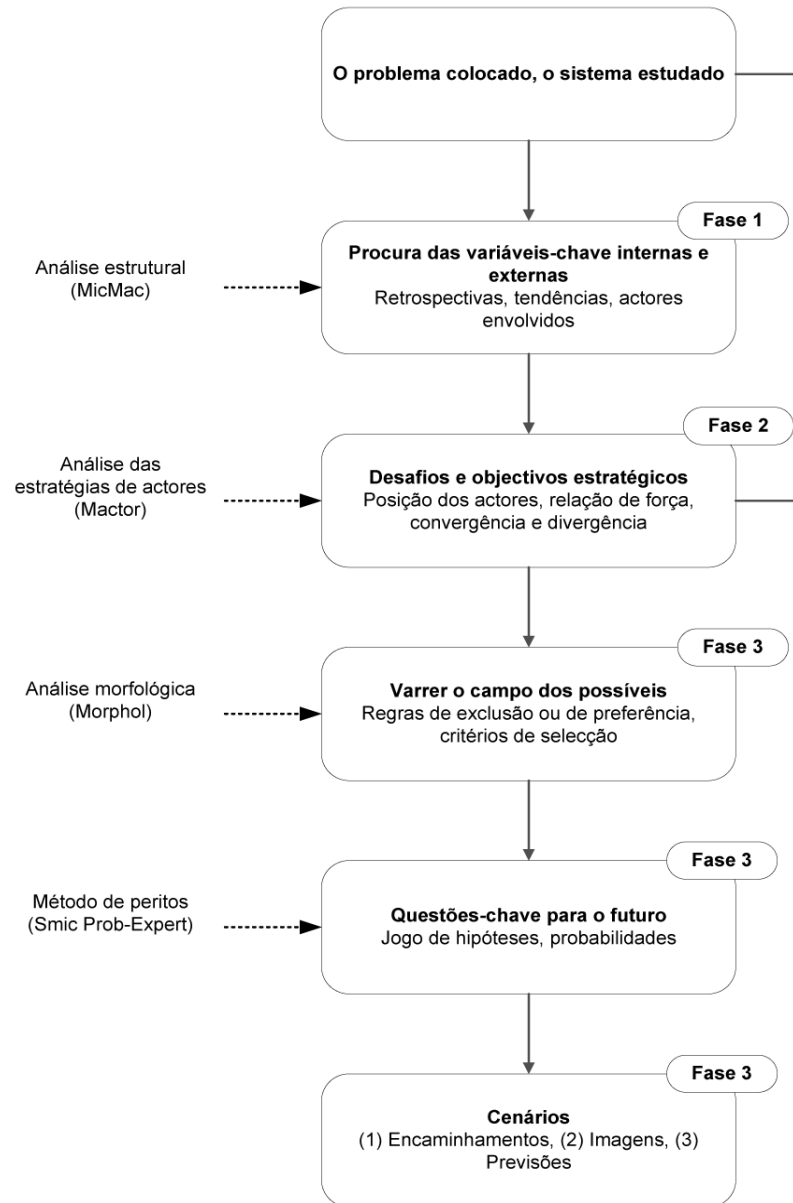 O problema colocado, o sistema estudado
Fase 1
Procura das variáveis-chave internas e
externas
Retrospectivas, tendências, actores
envolvidos
Análise estrutural
(MicMac)
Fase 2
Desafios e objectivos estratégicos
Posição dos actores, relação de força,
convergência e divergência
Análise das
estratégias de actores
(Mactor)
Fase 3
Varrer o campo dos possíveis
Regras de exclusão ou de preferência,
critérios de selecção
Análise morfológica
(Morphol)
Fase 3
Questões-chave para o futuro
Jogo de hipóteses, probabilidades
Método de peritos
(Smic Prob-Expert)
Fase 3
Cenários
(1) Encaminhamentos, (2) Imagens, (3)
Previsões